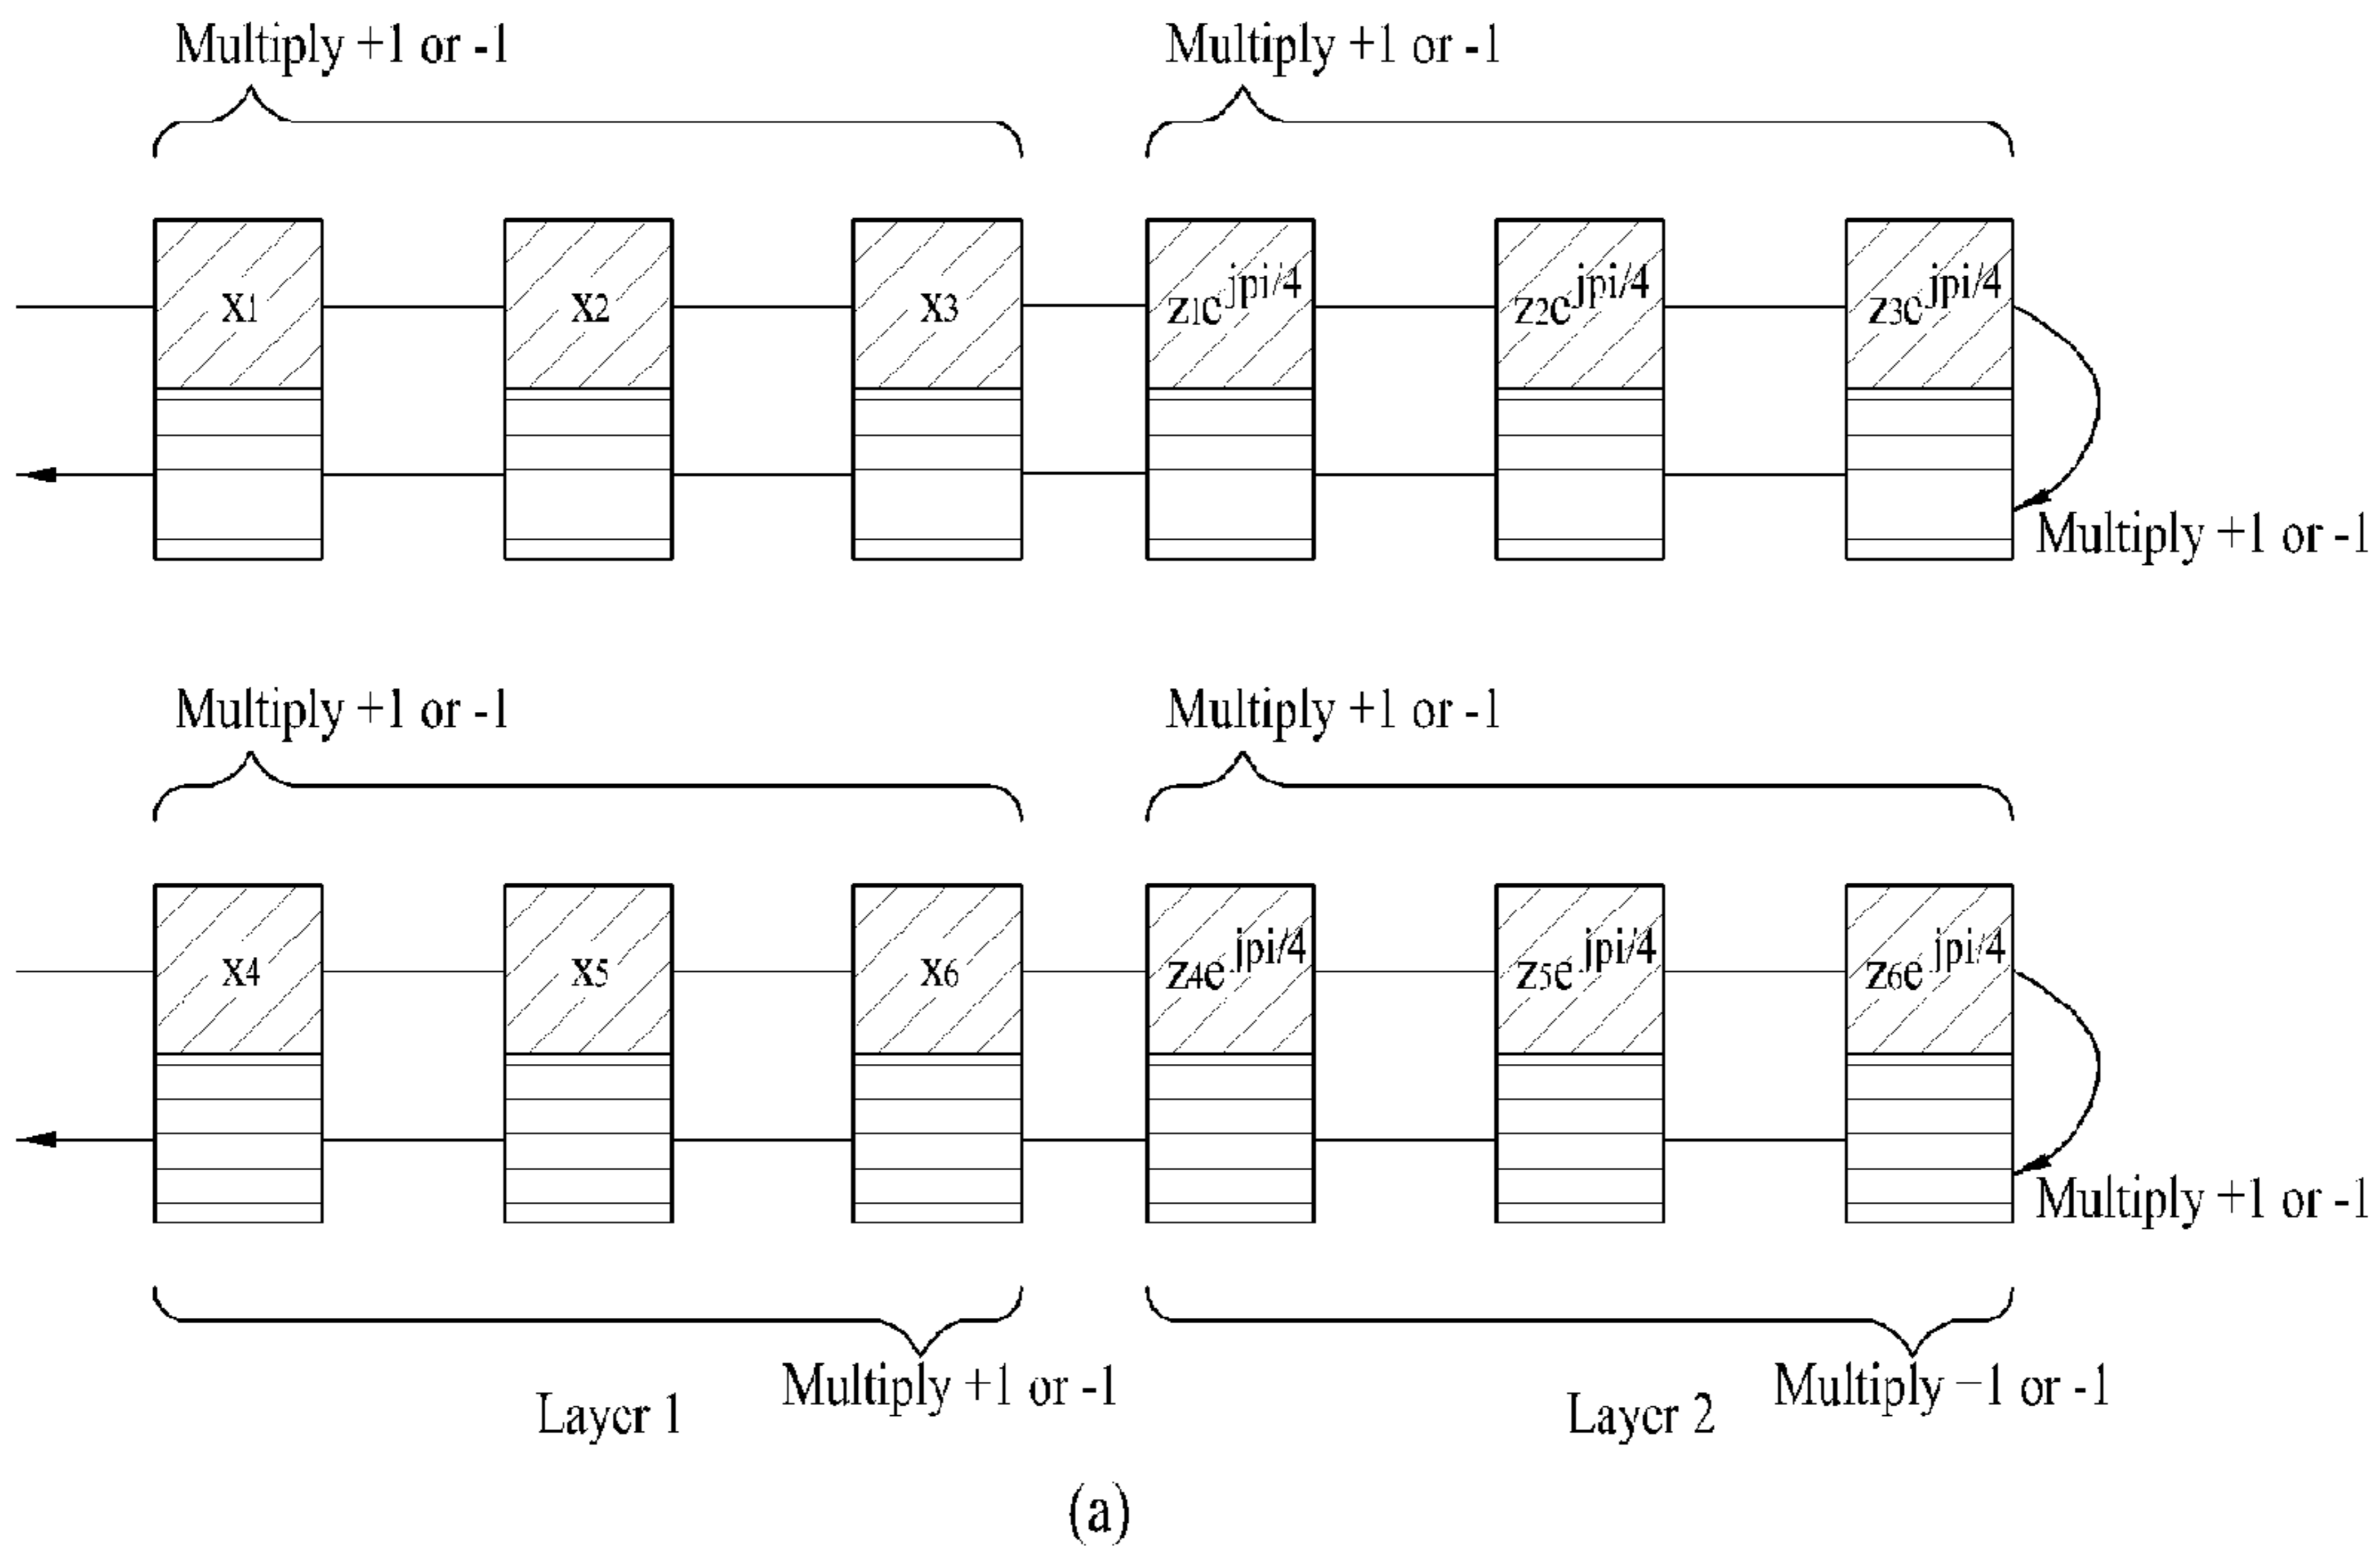 Multiply +1 or -1
Multiply +1 or -1
x1
x2
x3
z1e jpi/4
z2e jpi/4
z3e jpi/4
Multiply +1 or -1
Multiply +1 or -1
Multiply +1 or -1
x4
x5
x6
z4e jpi/4
z5e jpi/4
z6e jpi/4
Multiply +1 or -1
Multiply +1 or -1
Multiply −1 or -1
Layer 1
Layer 2
(a)